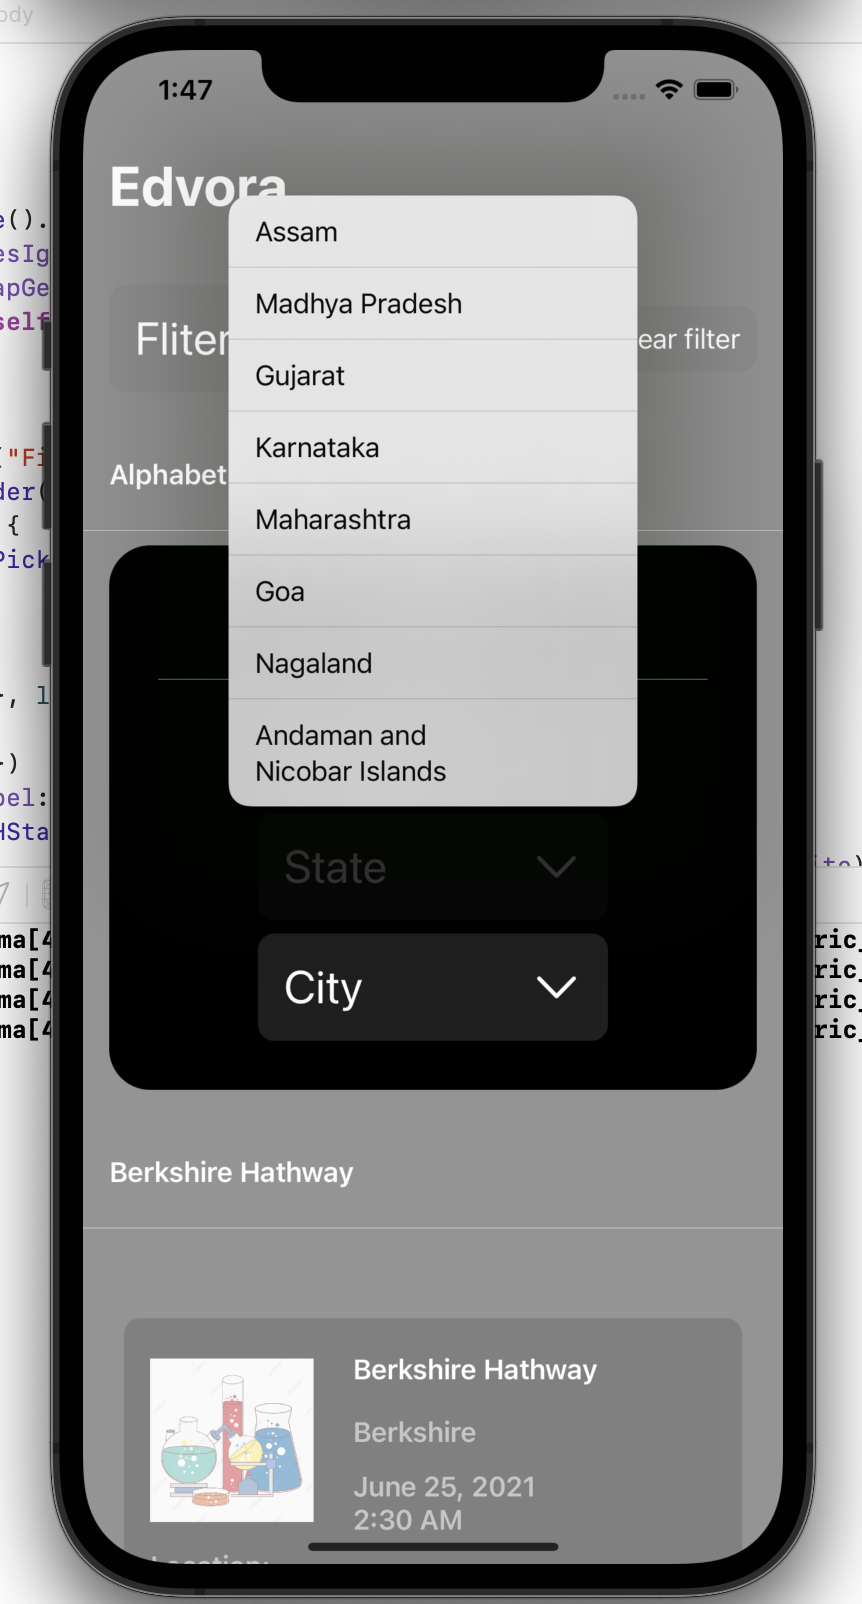 ody
1:47
Edvora
e().
esIg
apGe
self
Fliter
ear filter
Assam
Madhya Pradesh
Gujarat
Karnataka
Maharashtra
Goa
Nagaland
Andaman and
Nicobar Islands
("Fi
der(
{
Pick
Alphabet
, l
)
bel:
HSta
State
City
ma[4
ma[4
ma[4
ma[4
ric_
ric_
ric_
ric_
Berkshire Hathway
Berkshire Hathway
Berkshire
June 25, 2021
2:30 AM
Location: